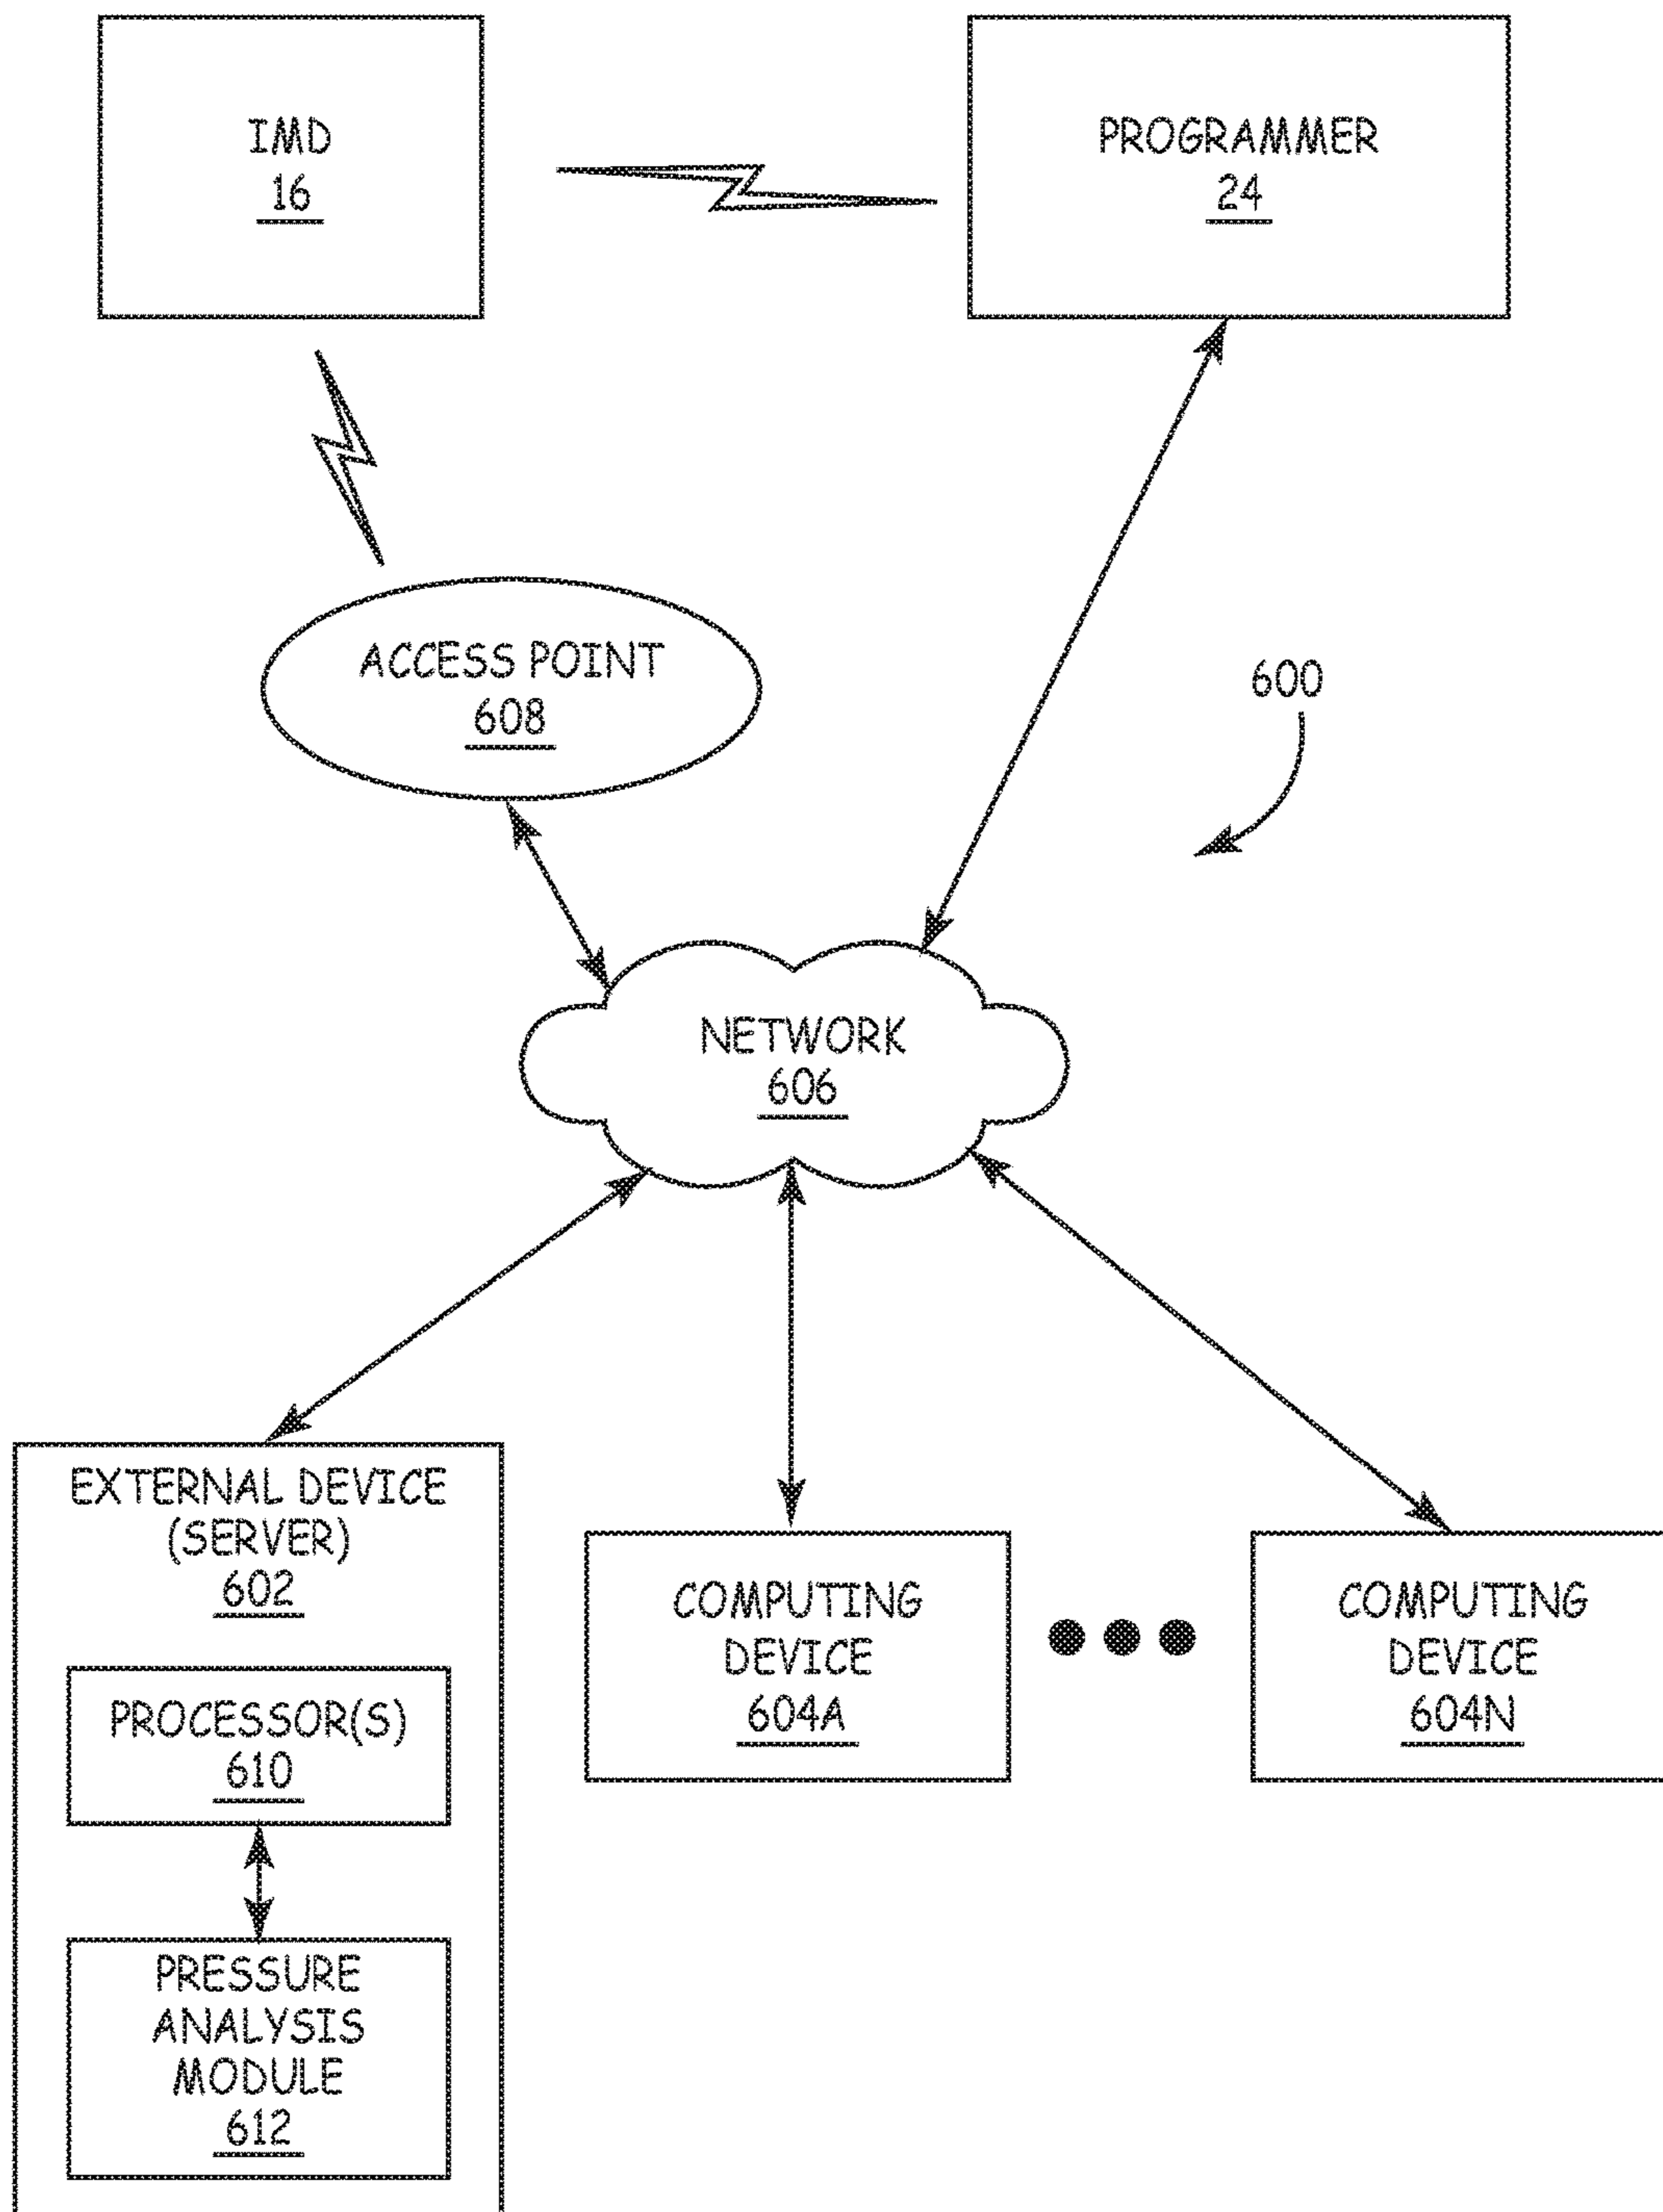 IMD
16
PROGRAMMER
24
ACCESS POINT
608
600
NETWORK
606
EXTERNAL DEVICE
(SERVER)
602
PROCESSOR(S)
610
PRESSURE
ANALYSIS
MODULE
612
COMPUTING
DEVICE
604A
COMPUTING
DEVICE
604N